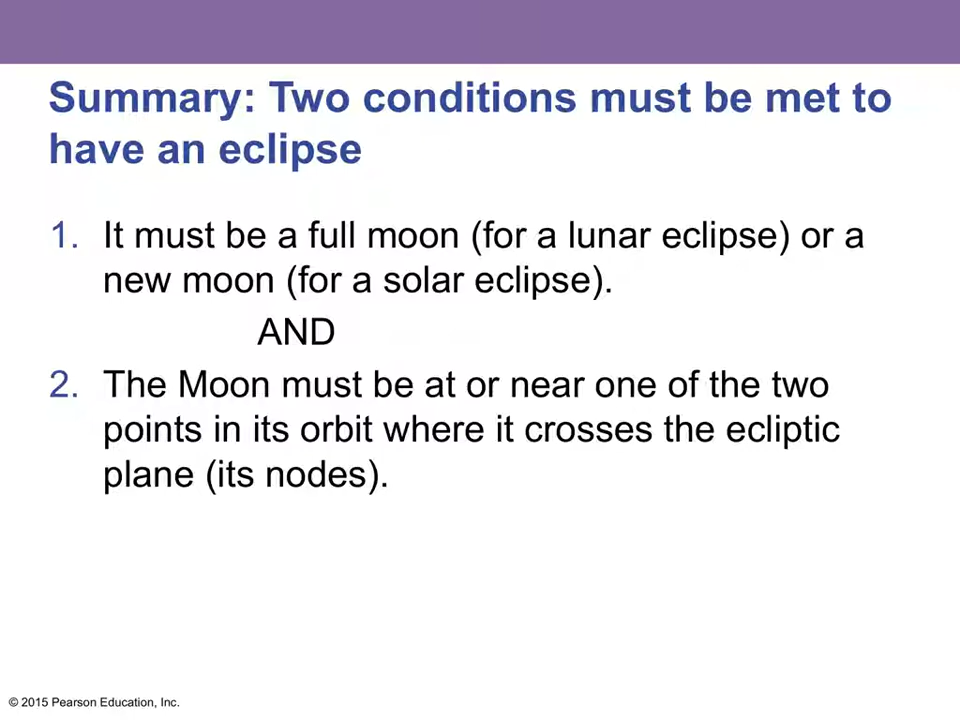 Summary: Two conditions must be met to
have an eclipse
1. It must be a full moon (for a lunar eclipse) or a
new moon (for a solar eclipse).
AND
2. The Moon must be at or near one of the two
points in its orbit where it crosses the ecliptic
plane (its nodes).
© 2015 Pearson Education, Inc.